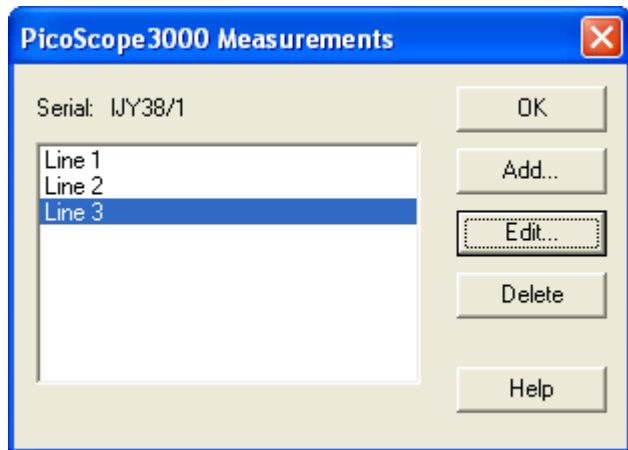 PicoScope3000 Measurements
Serial: IJY38/1
OK
Line 1
Line 2
Line 3
Add...
Edit...
Delete
Help